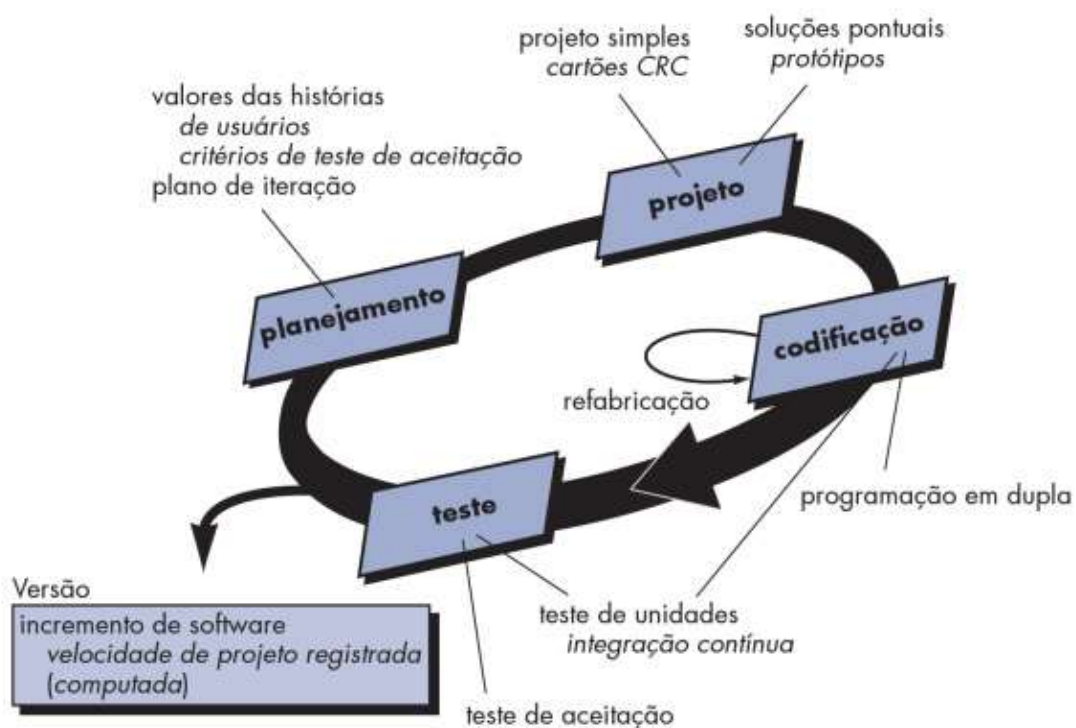 projeto simples
cartões CRC
soluções pontuais
protótipos
valores das histórias
de usuários
critérios de teste de aceitação
plano de iteração
projeto
planejamento
codificação
refabricação
programação em dupla
teste
Versão
incremento de software
velocidade de projeto registrada
(computada)
teste de unidades
integração contínua
teste de aceitação